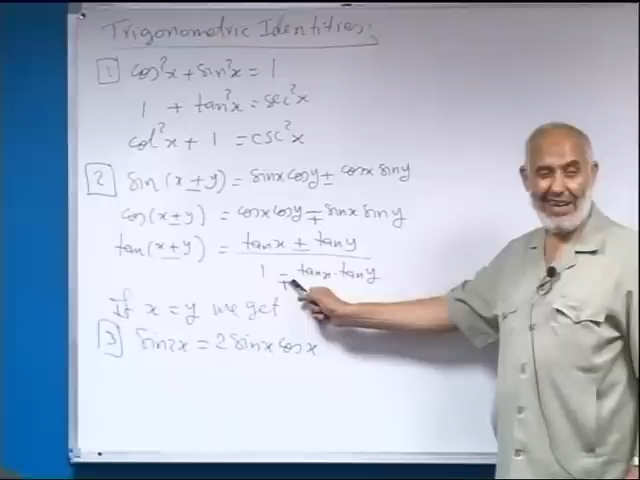 Trigonometric Identities:
1 cos²x + sin²x = 1
1 + tan²x = sec²x
cot²x + 1 = csc²x
2 sin(x ± y) = sinx cosy ± cosx siny
cos(x ± y) = cosx cosy ∓ sinx siny
tan(x ± y) = tanx ± tany
1 ∓ tanx · tany
If x = y we get
3 sin2x = 2 sinx cosx